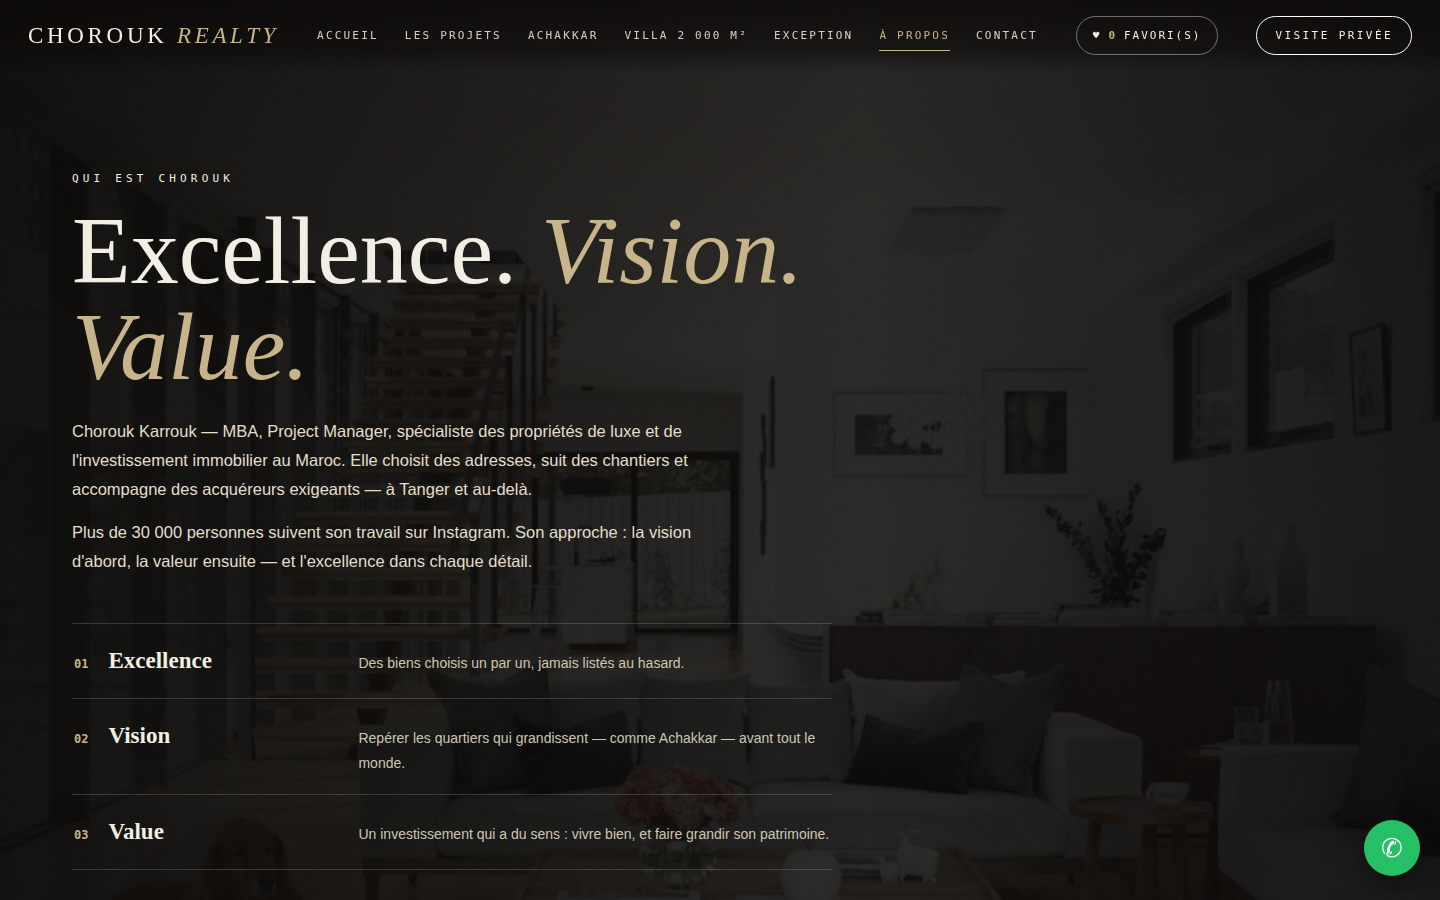 CHOROUK REALTY
ACCUEIL
LES PROJETS
ACHAKKAR
VILLA 2 000 M²
EXCEPTION
À PROPOS
CONTACT
♥ 0 FAVORI(S)
VISITE PRIVÉE
QUI EST CHOROUK
Excellence. Vision.
Value.
Chorouk Karrouk — MBA, Project Manager, spécialiste des propriétés de luxe et de
l'investissement immobilier au Maroc. Elle choisit des adresses, suit des chantiers et
accompagne des acquéreurs exigeants — à Tanger et au-delà.
Plus de 30 000 personnes suivent son travail sur Instagram. Son approche : la vision
d'abord, la valeur ensuite — et l'excellence dans chaque détail.
01 Excellence
Des biens choisis un par un, jamais listés au hasard.
02 Vision
Repérer les quartiers qui grandissent — comme Achakkar — avant tout le
monde.
03 Value
Un investissement qui a du sens : vivre bien, et faire grandir son patrimoine.